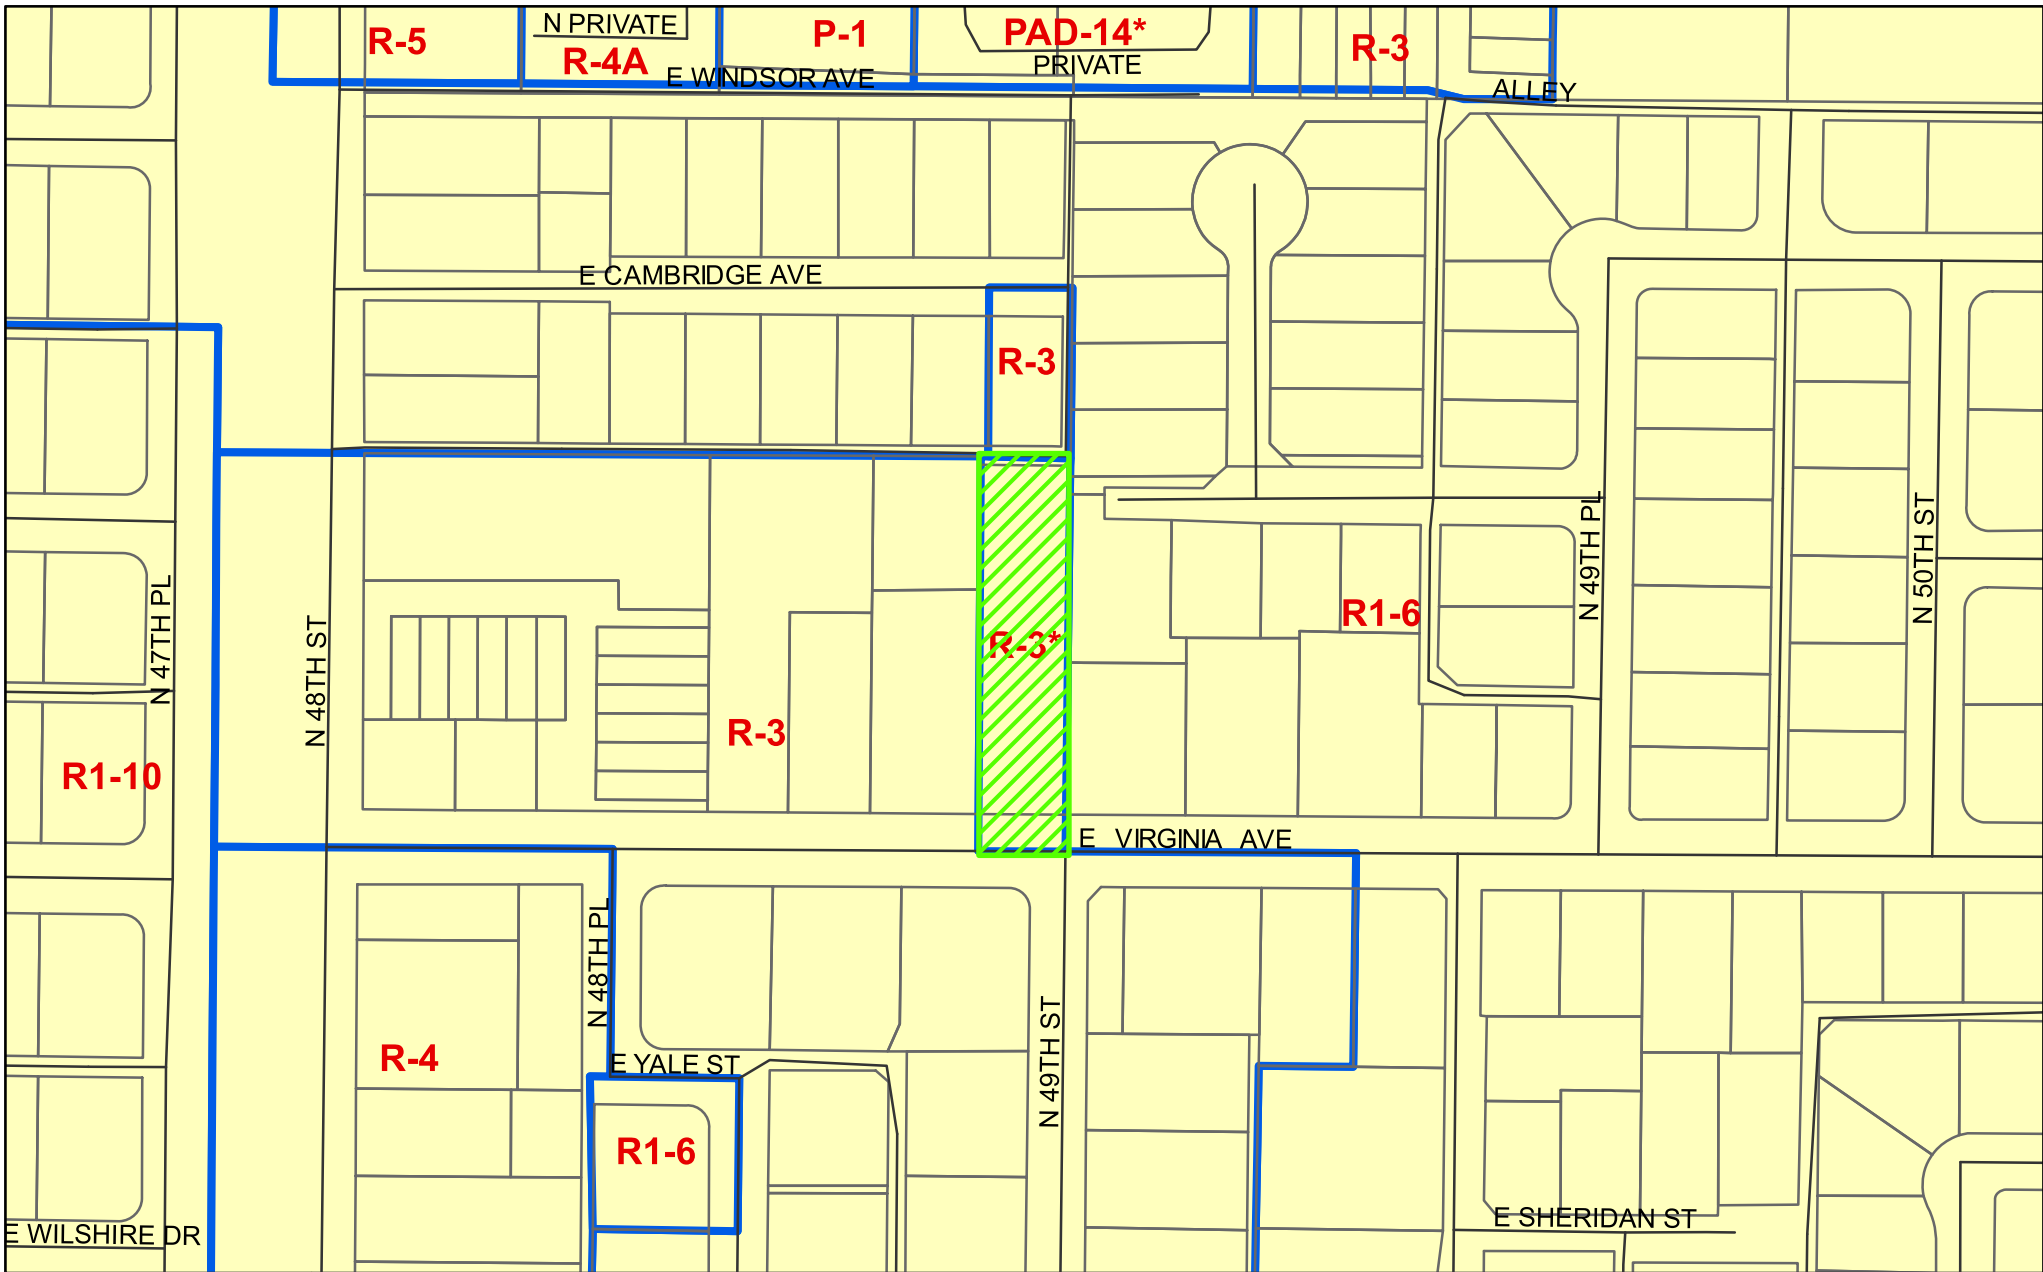 N PRIVATE
R-5
P-1
PAD-14*
R-3
R-4A
E WINDSOR AVE
PRIVATE
ALLEY
E CAMBRIDGE AVE
R-3
N 47TH PL
N 48TH ST
R-3*
R1-6
N 49TH PL
N 50TH ST
R-3
R1-10
E VIRGINIA AVE
N 48TH PL
R-4
E YALE ST
N 49TH ST
R1-6
E WILSHIRE DR
E SHERIDAN ST